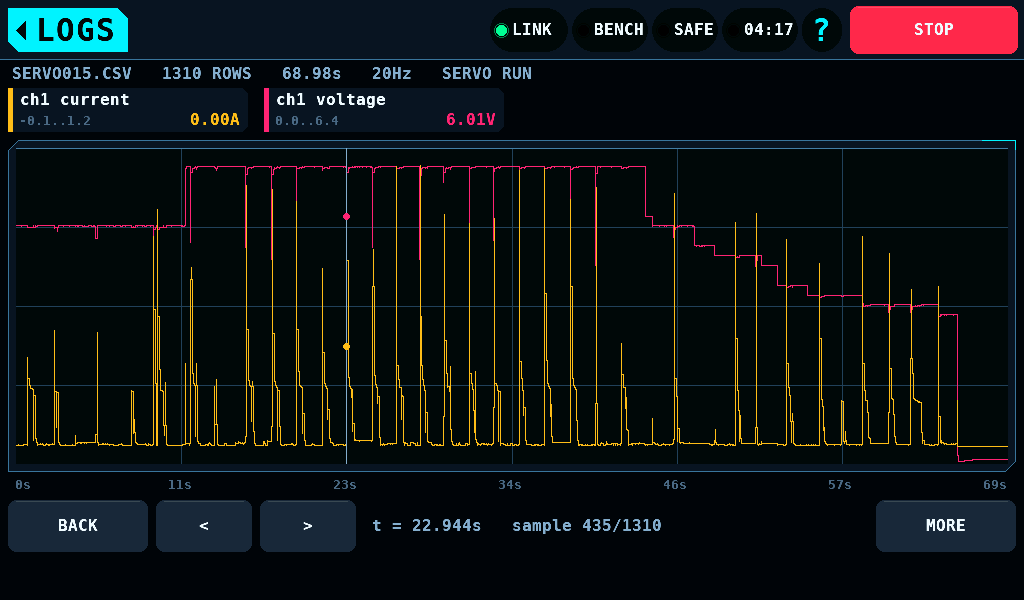 LOGS LINK BENCH SAFE 04:17 ? STOP
SERVO015.CSV 1310 ROWS 68.98s 20Hz SERVO RUN
ch1 current
-0.1..1.2 0.00A
ch1 voltage
0.0..6.4 6.01V
0s 11s 23s 34s 46s 57s 69s
BACK < > t = 22.944s sample 435/1310 MORE